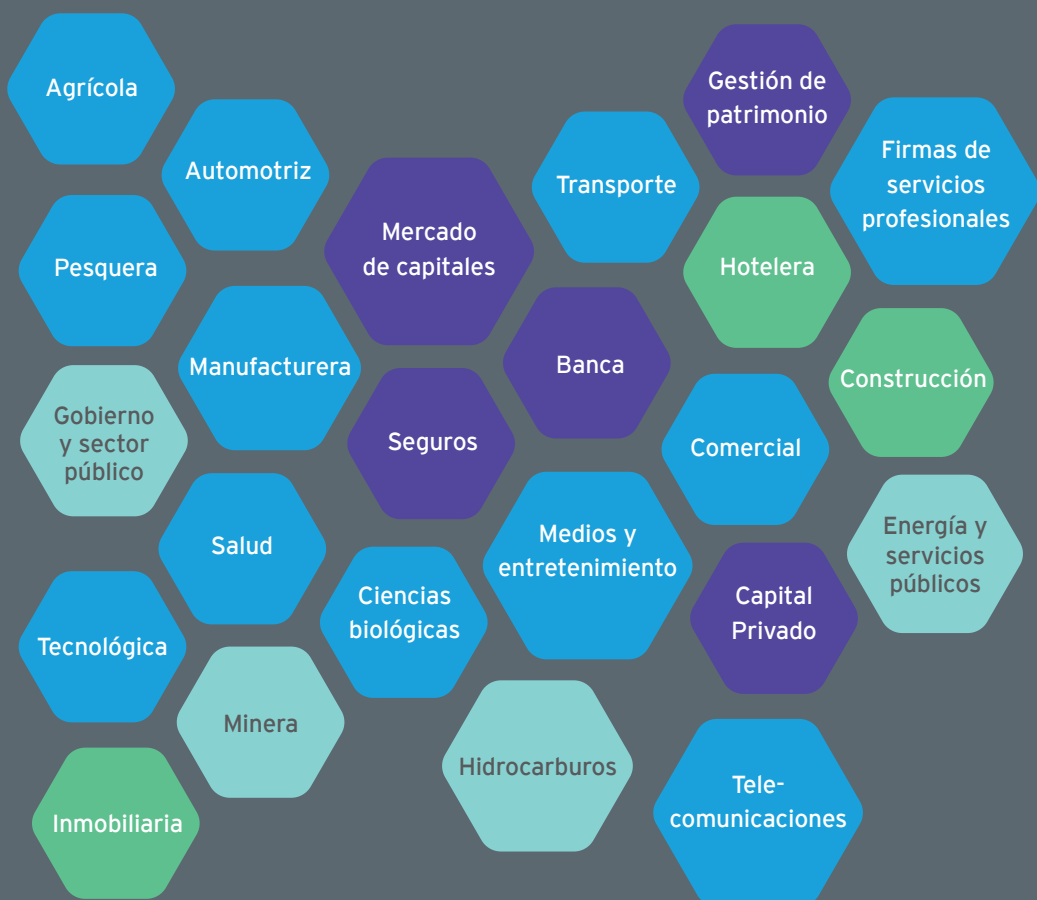 Agrícola
Automotriz
Pesquera
Mercado
de capitales
Transporte
Gestión de
patrimonio
Firmas de
servicios
profesionales
Hotelera
Manufacturera
Banca
Construcción
Gobierno
y sector
público
Seguros
Comercial
Salud
Medios y
entretenimiento
Energía y
servicios
públicos
Ciencias
biológicas
Capital
Privado
Tecnológica
Minera
Hidrocarburos
Tele-
comunicaciones
Inmobiliaria